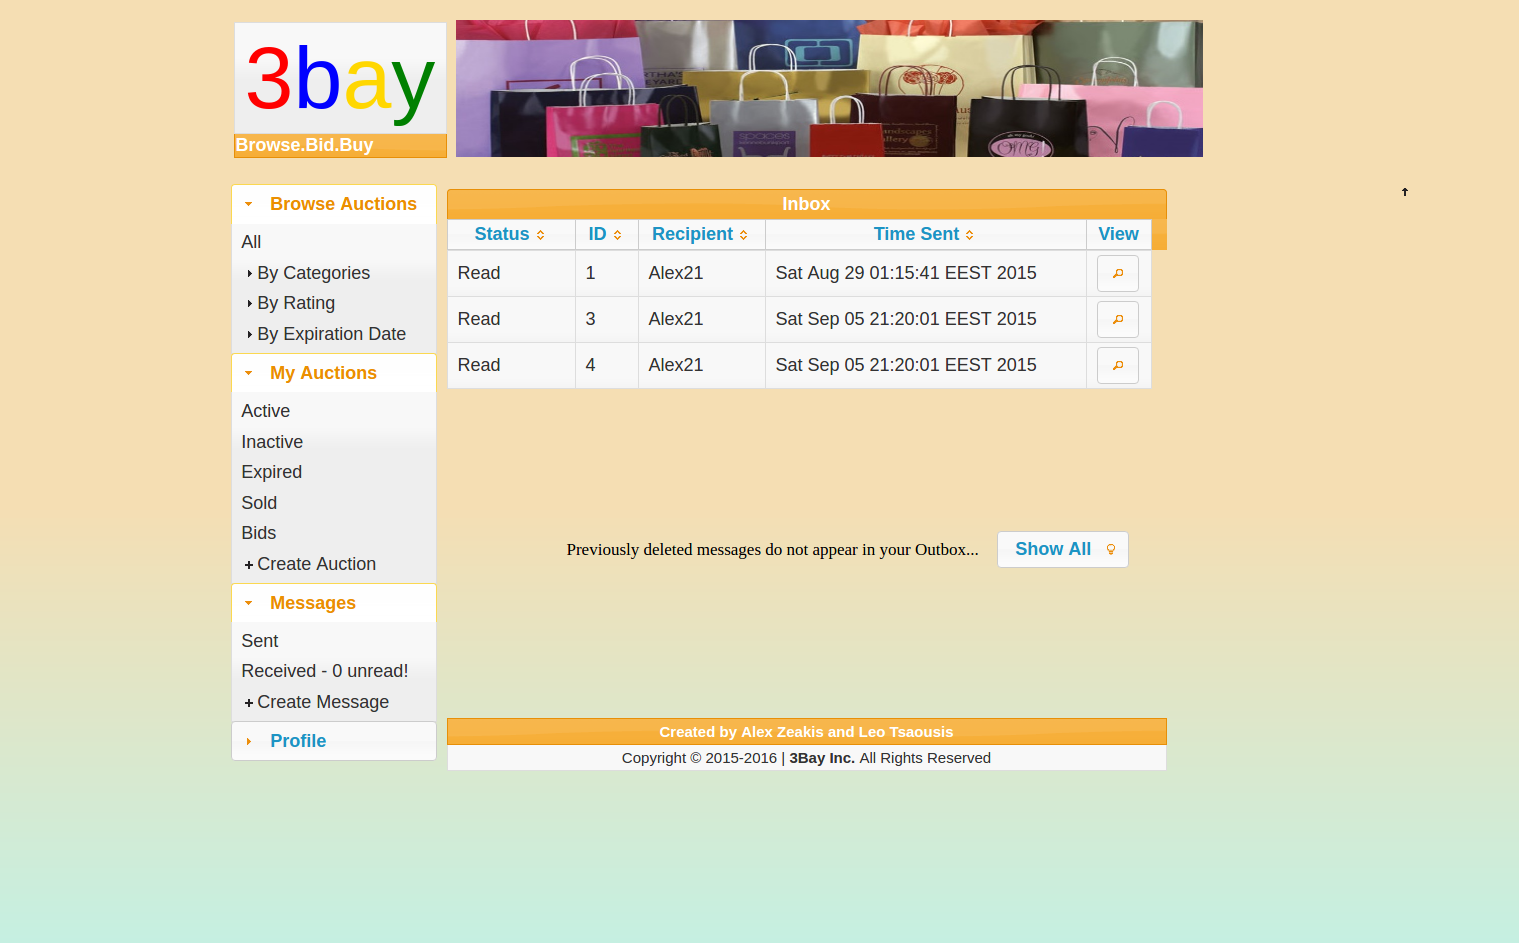 3bay
Browse.Bid.Buy
Browse Auctions
All
By Categories
By Rating
By Expiration Date
My Auctions
Active
Inactive
Expired
Sold
Bids
Create Auction
Messages
Sent
Received - 0 unread!
Create Message
Profile
Inbox
Status ID Recipient Time Sent View
Read 1 Alex21 Sat Aug 29 01:15:41 EEST 2015
Read 3 Alex21 Sat Sep 05 21:20:01 EEST 2015
Read 4 Alex21 Sat Sep 05 21:20:01 EEST 2015
Previously deleted messages do not appear in your Outbox... Show All
Created by Alex Zeakis and Leo Tsaousis
Copyright © 2015-2016 | 3Bay Inc. All Rights Reserved